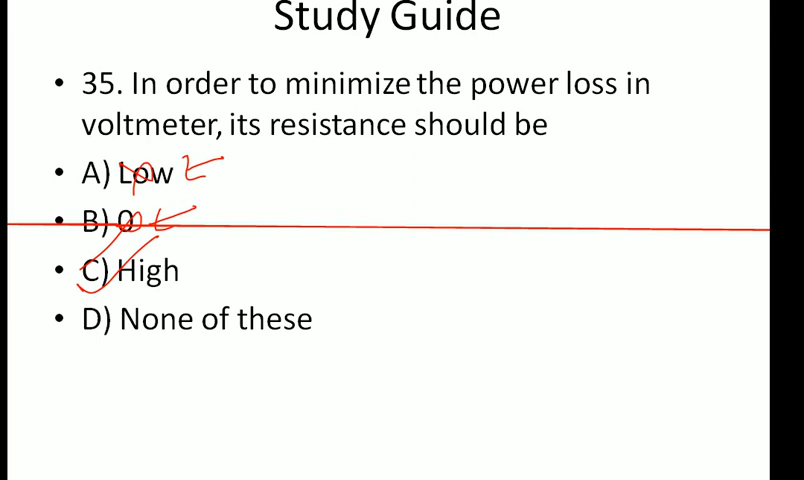 Study Guide
• 35. In order to minimize the power loss in
voltmeter, its resistance should be
• A) Low
• B) 0
• C) High
• D) None of these